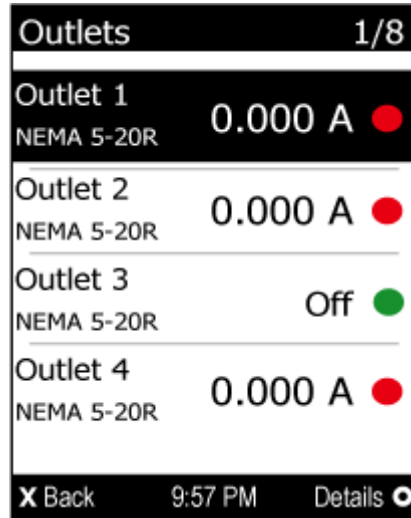 Outlets 1/8
Outlet 1
NEMA 5-20R
0.000 A
Outlet 2
NEMA 5-20R
0.000 A
Outlet 3
NEMA 5-20R
Off
Outlet 4
NEMA 5-20R
0.000 A
X Back 9:57 PM Details O